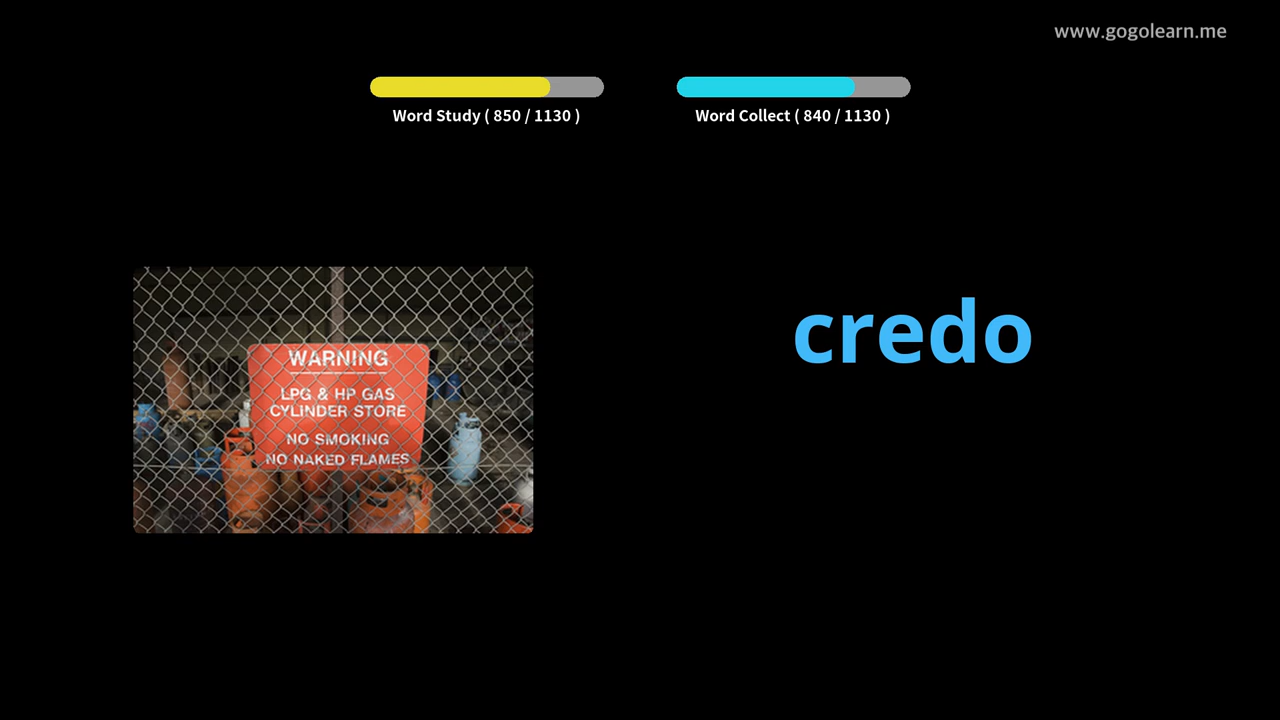 www.gogolearn.me
Word Study ( 850 / 1130 )
Word Collect ( 840 / 1130 )
credo
WARNING
LPG & HP GAS
CYLINDER STORE
NO SMOKING
NO NAKED FLAMES